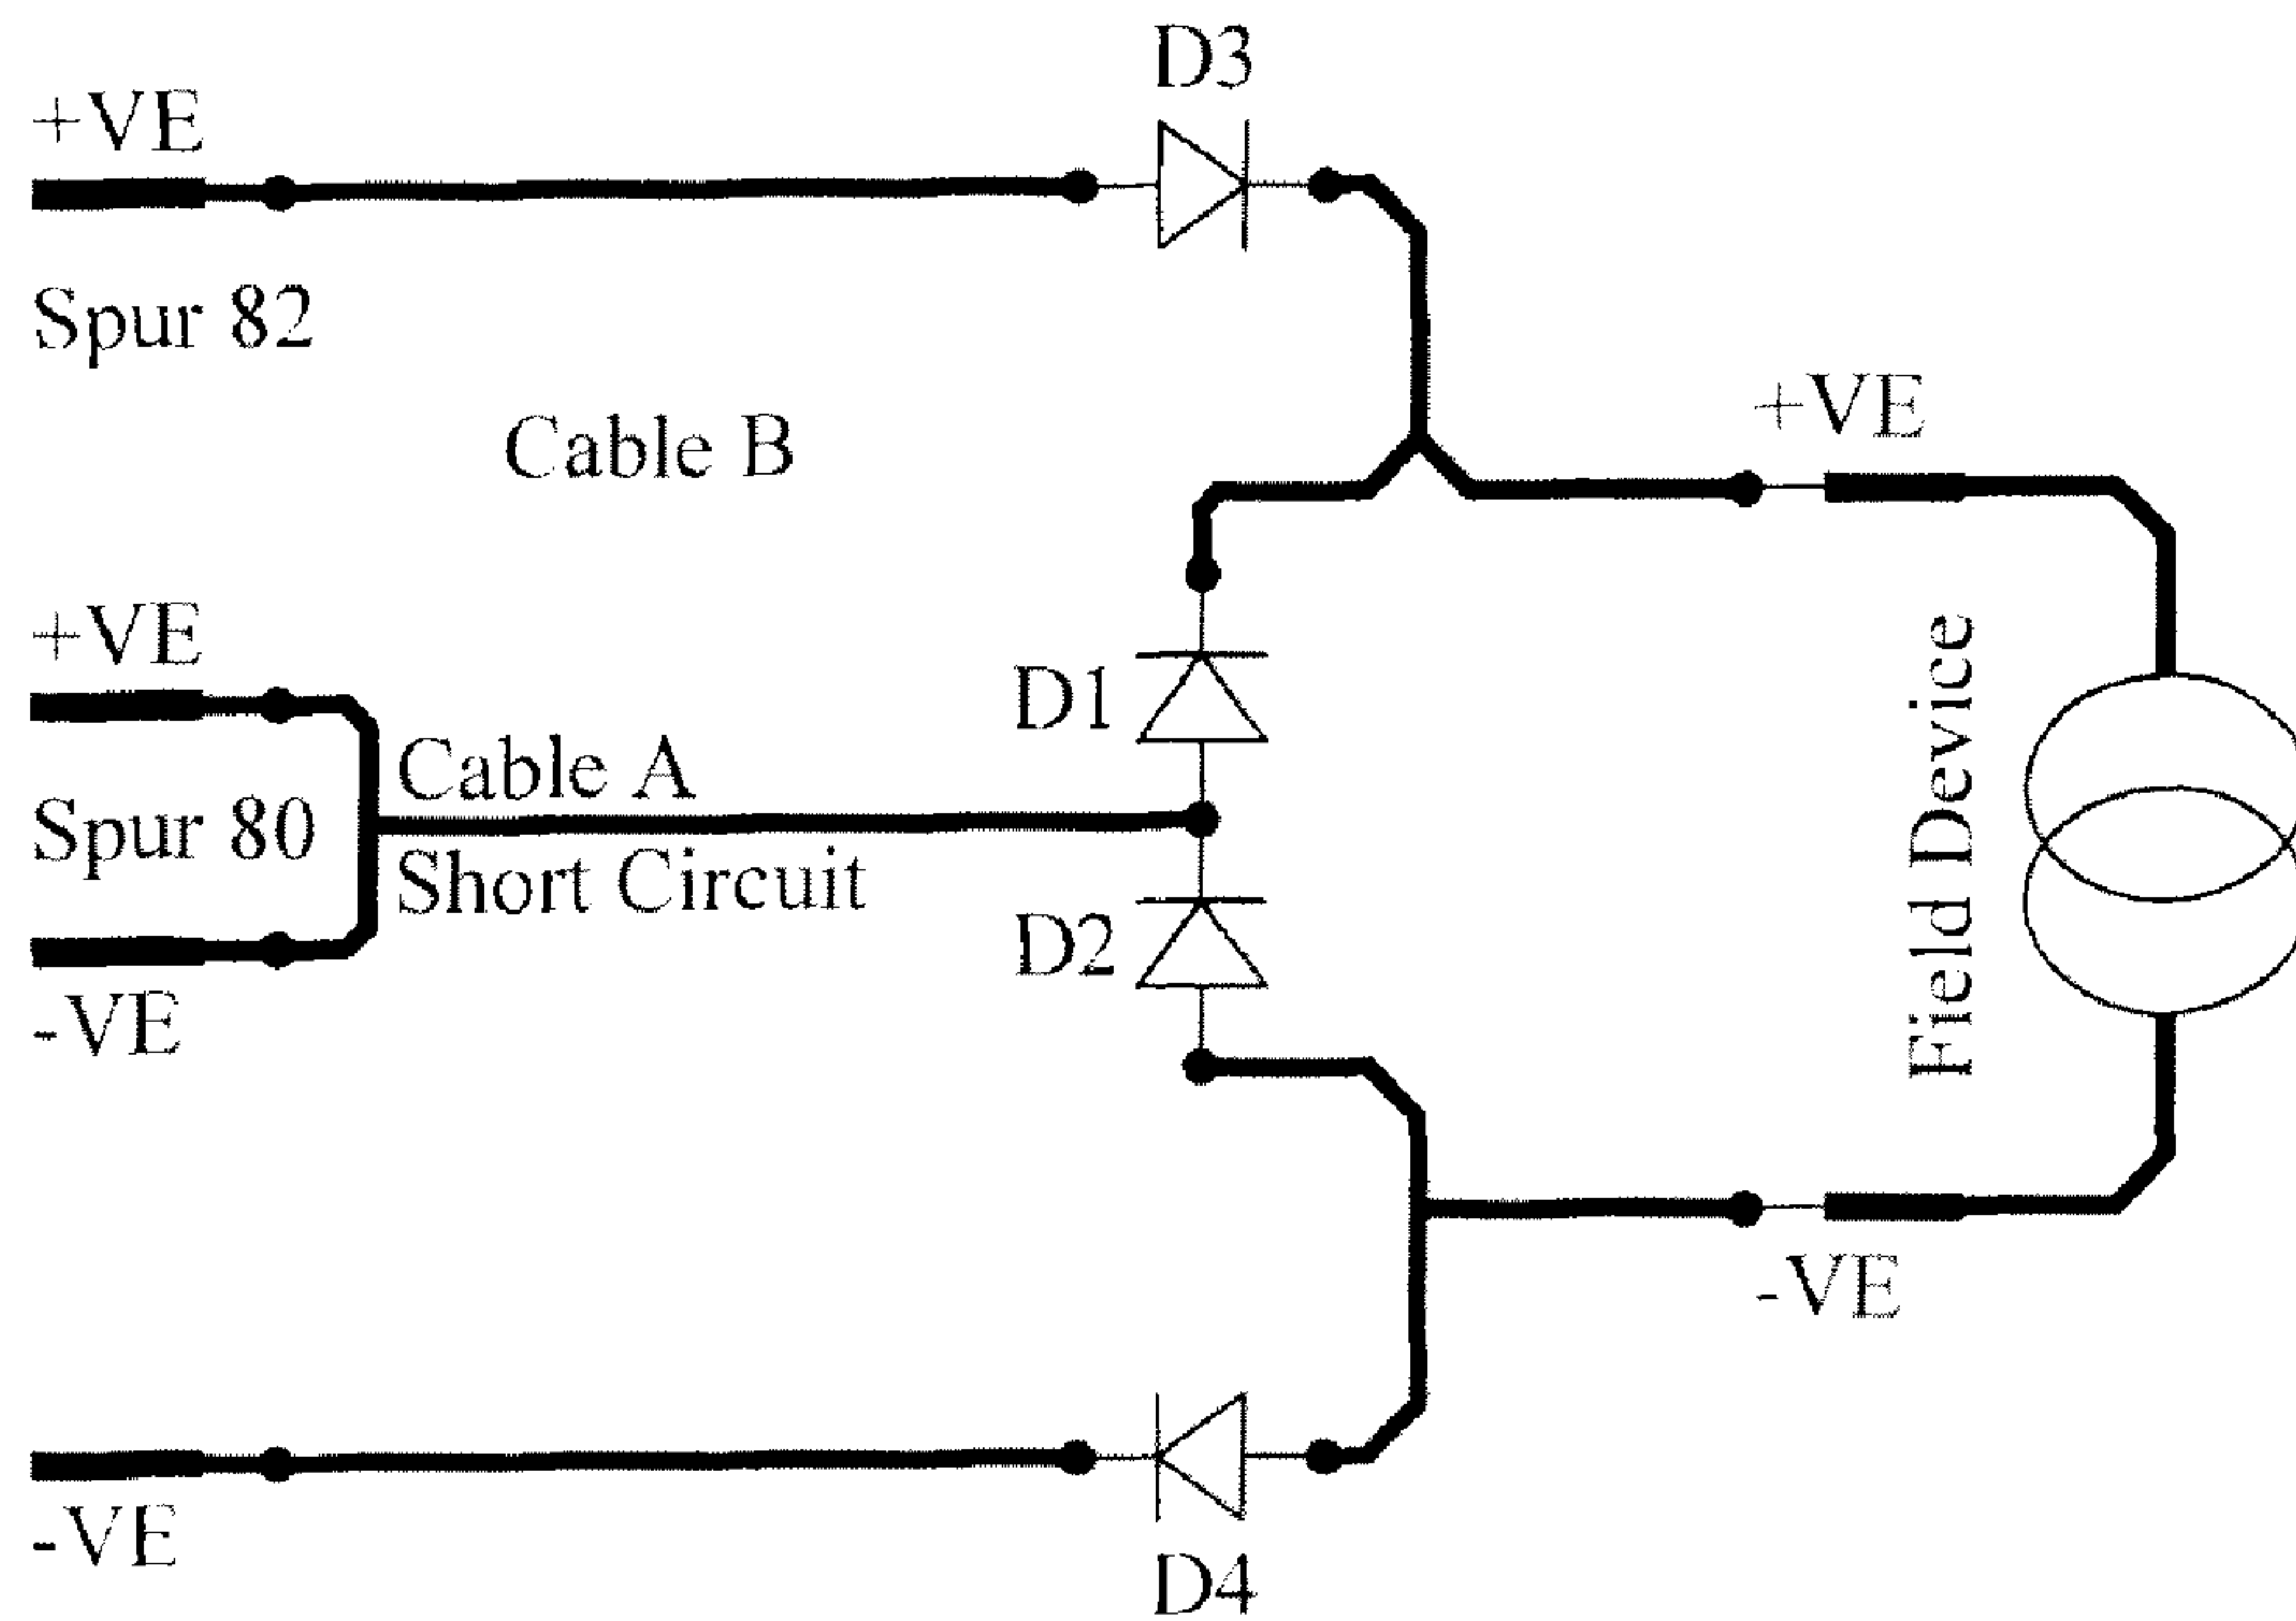 D3
+VE
Spur 82
Cable B
+VE
+VE
D1
Cable A
Spur 80
Short Circuit
D2
Field Device
-VE
-VE
-VE
D4